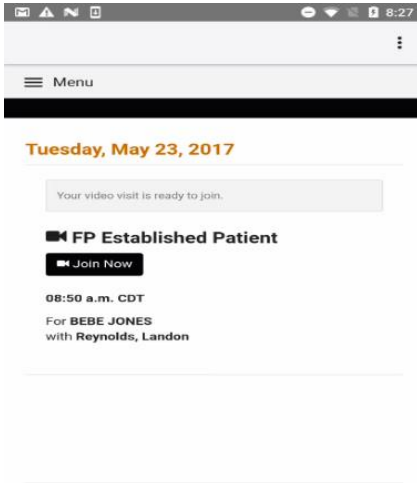 8:27
Menu
Tuesday, May 23, 2017
Your video visit is ready to join.
FP Established Patient
Join Now
08:50 a.m. CDT
For BEBE JONES
with Reynolds, Landon